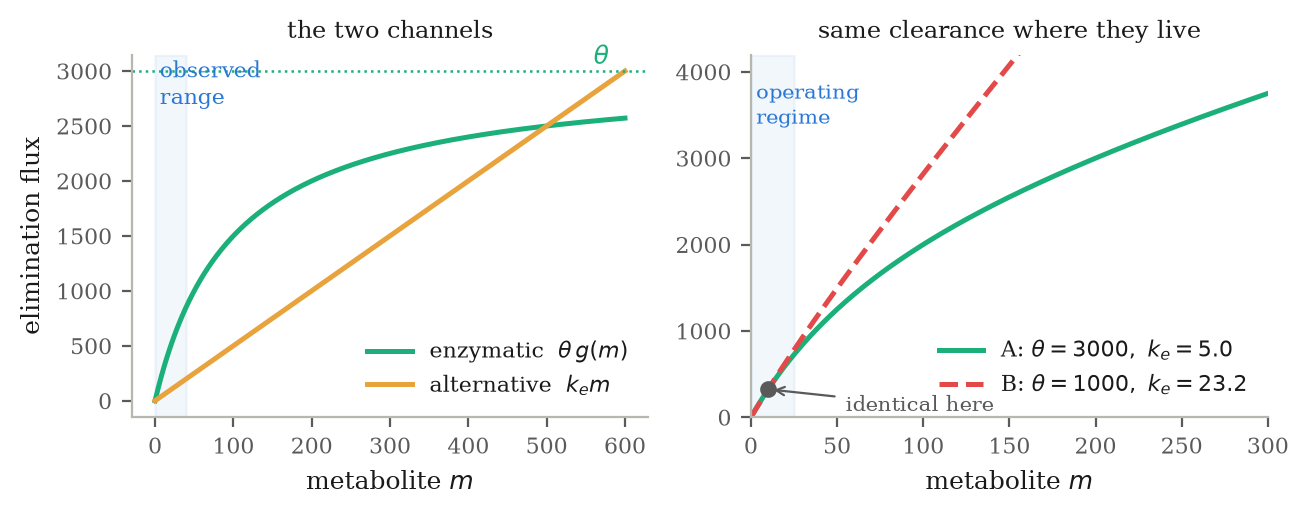 the two channels
θ
observed
range
3000
2500
2000
1500
1000
500
0
elimination flux
enzymatic θ g(m)
alternative kₑm
0 100 200 300 400 500 600
metabolite m
same clearance where they live
operating
regime
4000
3000
2000
1000
0
A: θ = 3000, kₑ = 5.0
B: θ = 1000, kₑ = 23.2
identical here
0 50 100 150 200 250 300
metabolite m